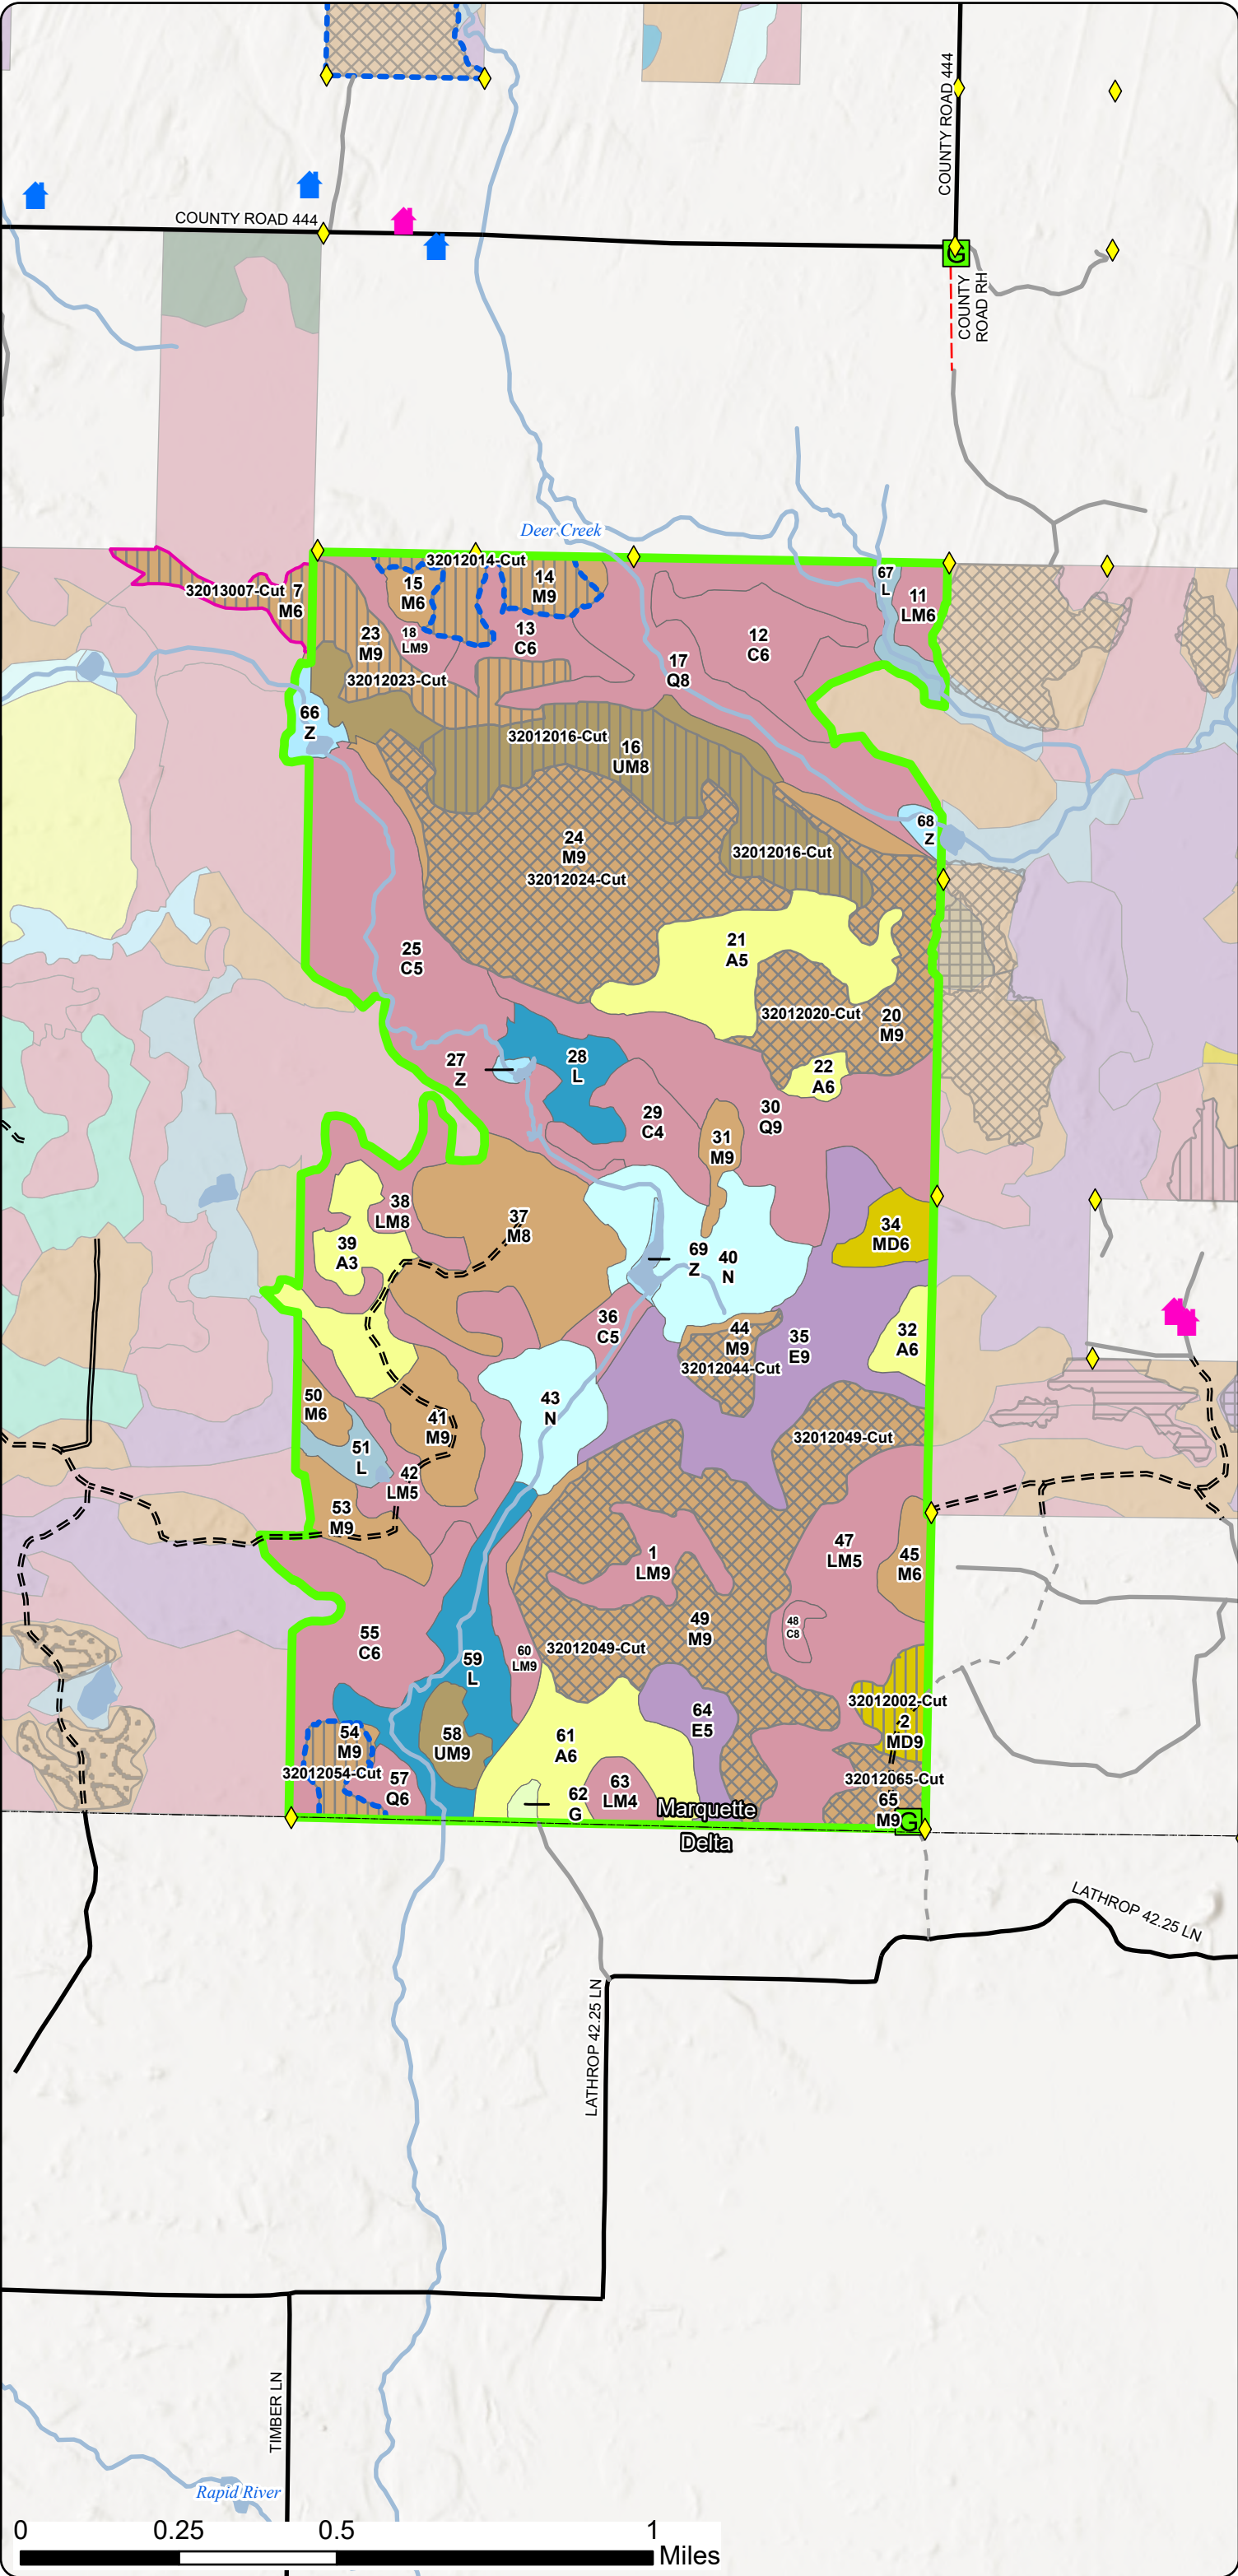 COUNTY ROAD 444
COUNTY ROAD 444
G
COUNTY
ROAD RH
Deer Creek
32012014-Cut
67
L
32013007-Cut
7
M6
15
M6
14
M9
11
LM6
23
M9
18
LM9
13
C6
12
C6
17
Q8
32012023-Cut
66
Z
32012016-Cut
16
UM8
68
Z
24
M9
32012024-Cut
32012016-Cut
25
C5
21
A5
32012020-Cut
20
M9
27
Z
28
L
22
A6
29
C4
30
Q9
31
M9
38
LM8
37
M8
34
MD6
39
A3
69
Z
40
N
36
C5
44
M9
32012044-Cut
35
E9
32
A6
50
M6
43
N
41
M9
32012049-Cut
51
L
42
LM5
53
M9
1
LM9
47
LM5
45
M6
49
M9
48
C8
55
C6
60
LM9
32012049-Cut
59
L
32012002-Cut
2
MD9
54
M9
32012054-Cut
58
UM9
61
A6
64
E5
57
Q6
62
G
63
LM4
32012065-Cut
65
M9
G
Marquette
Delta
LATHROP 42.25 LN
LATHROP 42.25 LN
TIMBER LN
Rapid River
0 0.25 0.5 1
Miles